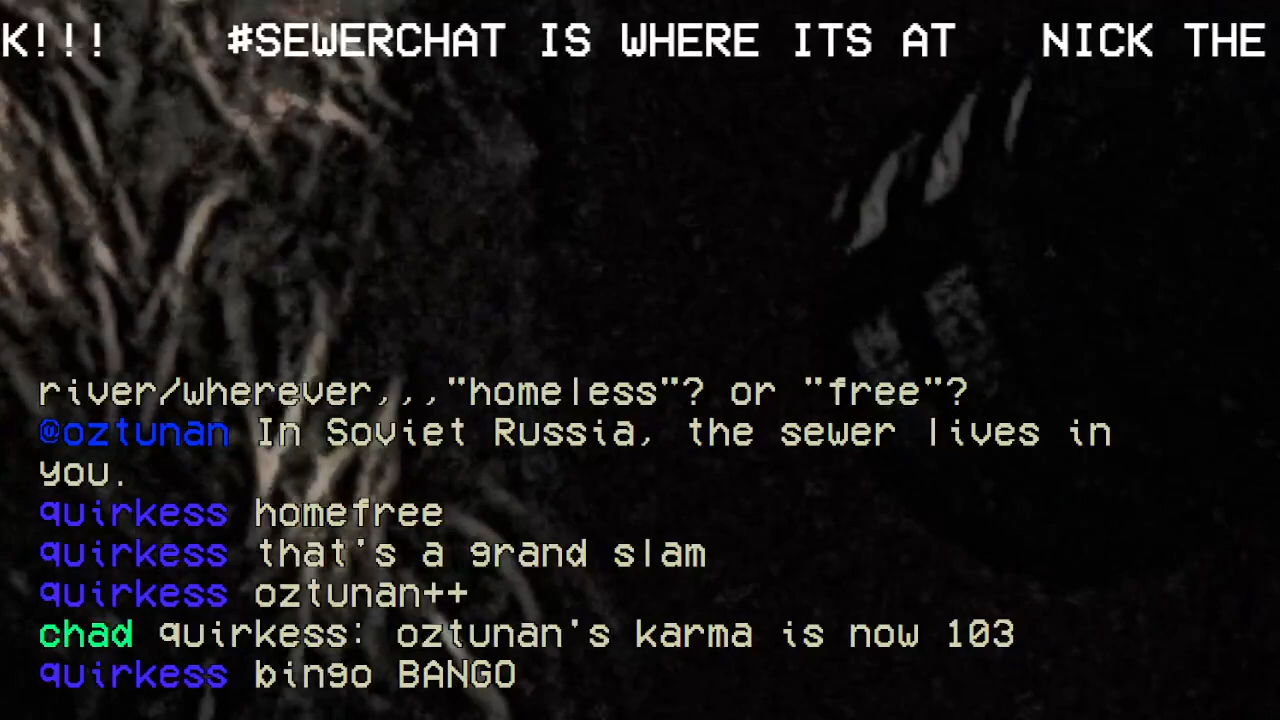 K!!! #SEWERCHAT IS WHERE ITS AT NICK THE
river/wherever,,,"homeless"? or "free"?
@oztunan In Soviet Russia, the sewer lives in
you.
quirkess homefree
quirkess that's a grand slam
quirkess oztunan++
chad quirkess: oztunan's karma is now 103
quirkess bingo BANGO